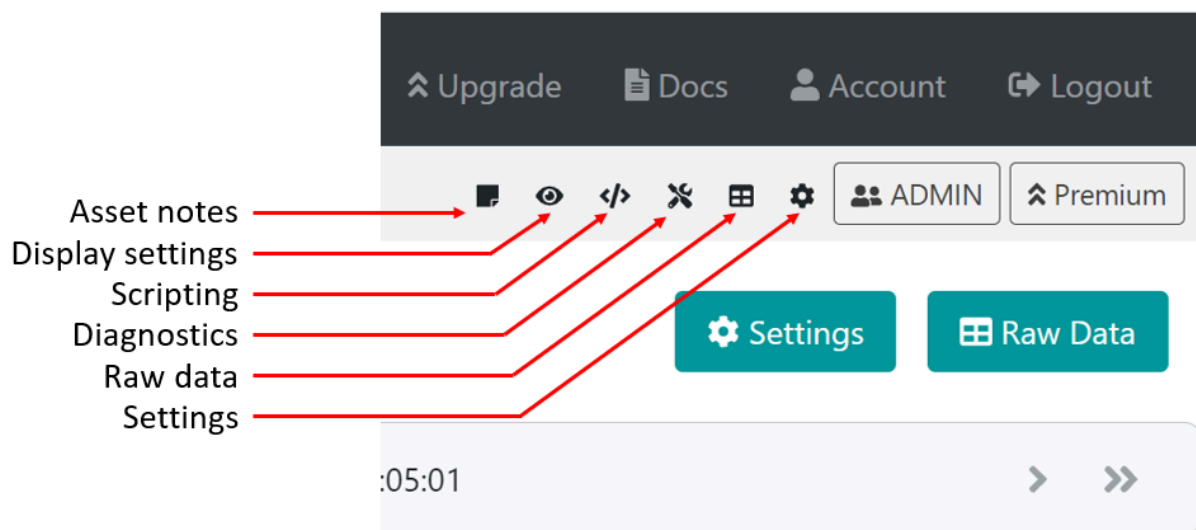 Upgrade Docs Account Logout
ADMIN Premium
Asset notes
Display settings
Scripting
Diagnostics
Raw data
Settings
Settings Raw Data
:05:01